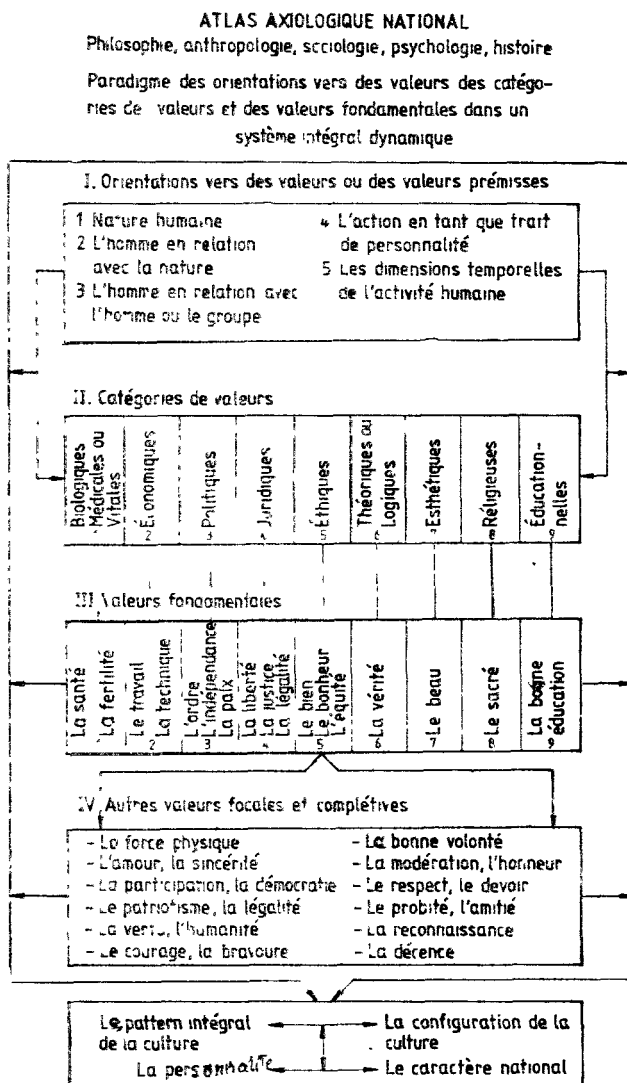 ATLAS AXIOLOGIQUE NATIONAL
Philosophie, anthropologie, sociologie, psychologie, histoire
Paradigme des orientations vers des valeurs des catégo-
ries de valeurs et des valeurs fondamentales dans un
système intégral dynamique
I. Orientations vers des valeurs ou des valeurs prémisses
1 Nature humaine
2 L'homme en relation
avec la nature
3 L'homme en relation avec
l'homme ou le groupe
4 L'action en tant que trait
de personnalité
5 Les dimensions temporelles
de l'activité humaine
II. Catégories de valeurs
Biologiques
Médicales ou
Vitales
Économiques
2
Politiques
3
Juridiques
4
Éthiques
5
Théoriques ou
Logiques
6
Esthétiques
7
Réligieuses
8
Éducation-
nelles
9
III Valeurs fondamentales
La santé
La fertilité
Le travail
La technique
2
L'ordre
L'indépendance
La paix
3
La liberté
La justice
La légalité
4
Le bien
Le bonheur
L'équité
5
La vérité
6
Le beau
7
Le sacré
8
La bonne
éducation
9
IV. Autres valeurs focales et complétives
- La force physique
- L'amour, la sincérité
- La participation, la démocratie
- Le patriotisme, la légalité
- La vertu, l'humanité
- Le courage, la bravoure
- La bonne volonté
- La modération, l'honneur
- Le respect, le devoir
- Le probité, l'amitié
- La reconnaissance
- La décence
Le pattern intégral
de la culture
La configuration de la
culture
La personnalité
Le caractère national